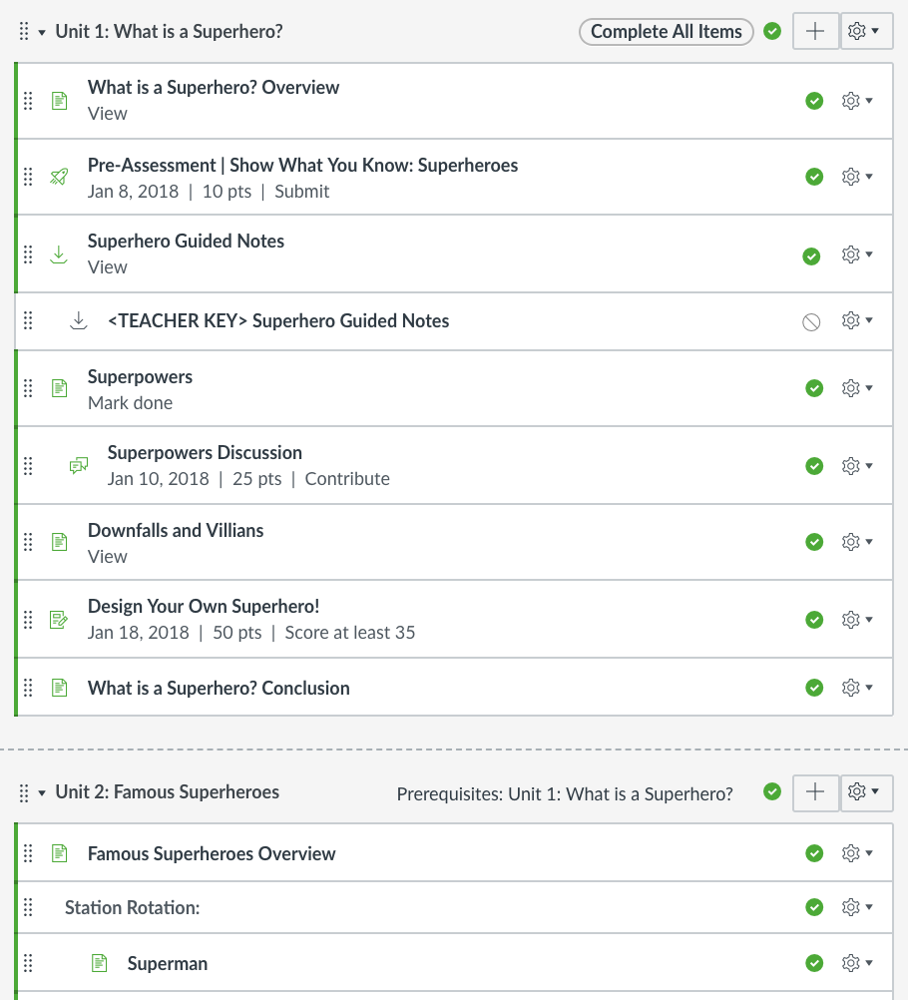 Unit 1: What is a Superhero?
Complete All Items
What is a Superhero? Overview
View
Pre-Assessment | Show What You Know: Superheroes
Jan 8, 2018 | 10 pts | Submit
Superhero Guided Notes
View
<TEACHER KEY> Superhero Guided Notes
Superpowers
Mark done
Superpowers Discussion
Jan 10, 2018 | 25 pts | Contribute
Downfalls and Villians
View
Design Your Own Superhero!
Jan 18, 2018 | 50 pts | Score at least 35
What is a Superhero? Conclusion
Unit 2: Famous Superheroes
Prerequisites: Unit 1: What is a Superhero?
Famous Superheroes Overview
Station Rotation:
Superman